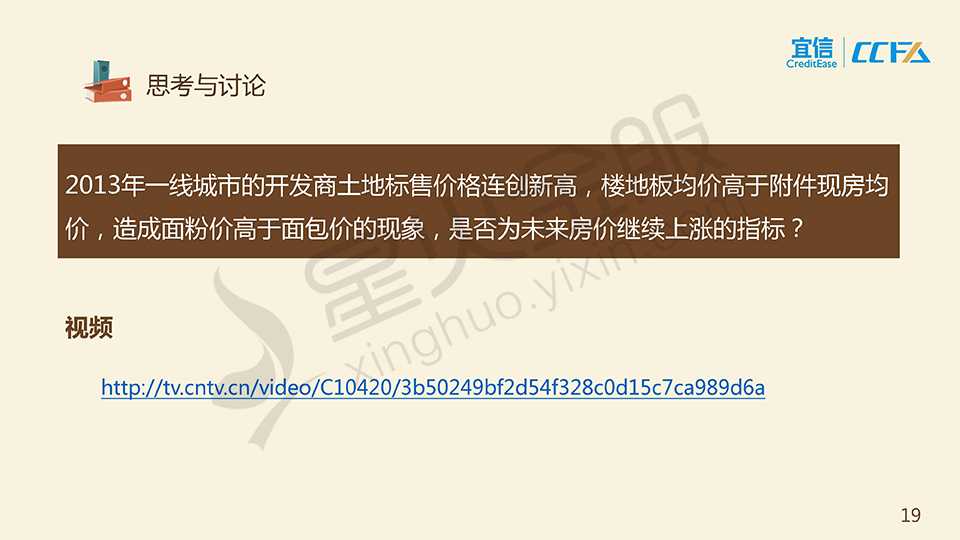 宜信
CreditEase
CCFA
思考与讨论
2013年一线城市的开发商土地标售价格连创新高，楼地板均价高于附件现房均
价，造成面粉价高于面包价的现象，是否为未来房价继续上涨的指标？
星火金服
xinghuo.yixin.com
视频
http://tv.cntv.cn/video/C10420/3b50249bf2d54f328c0d15c7ca989d6a
19